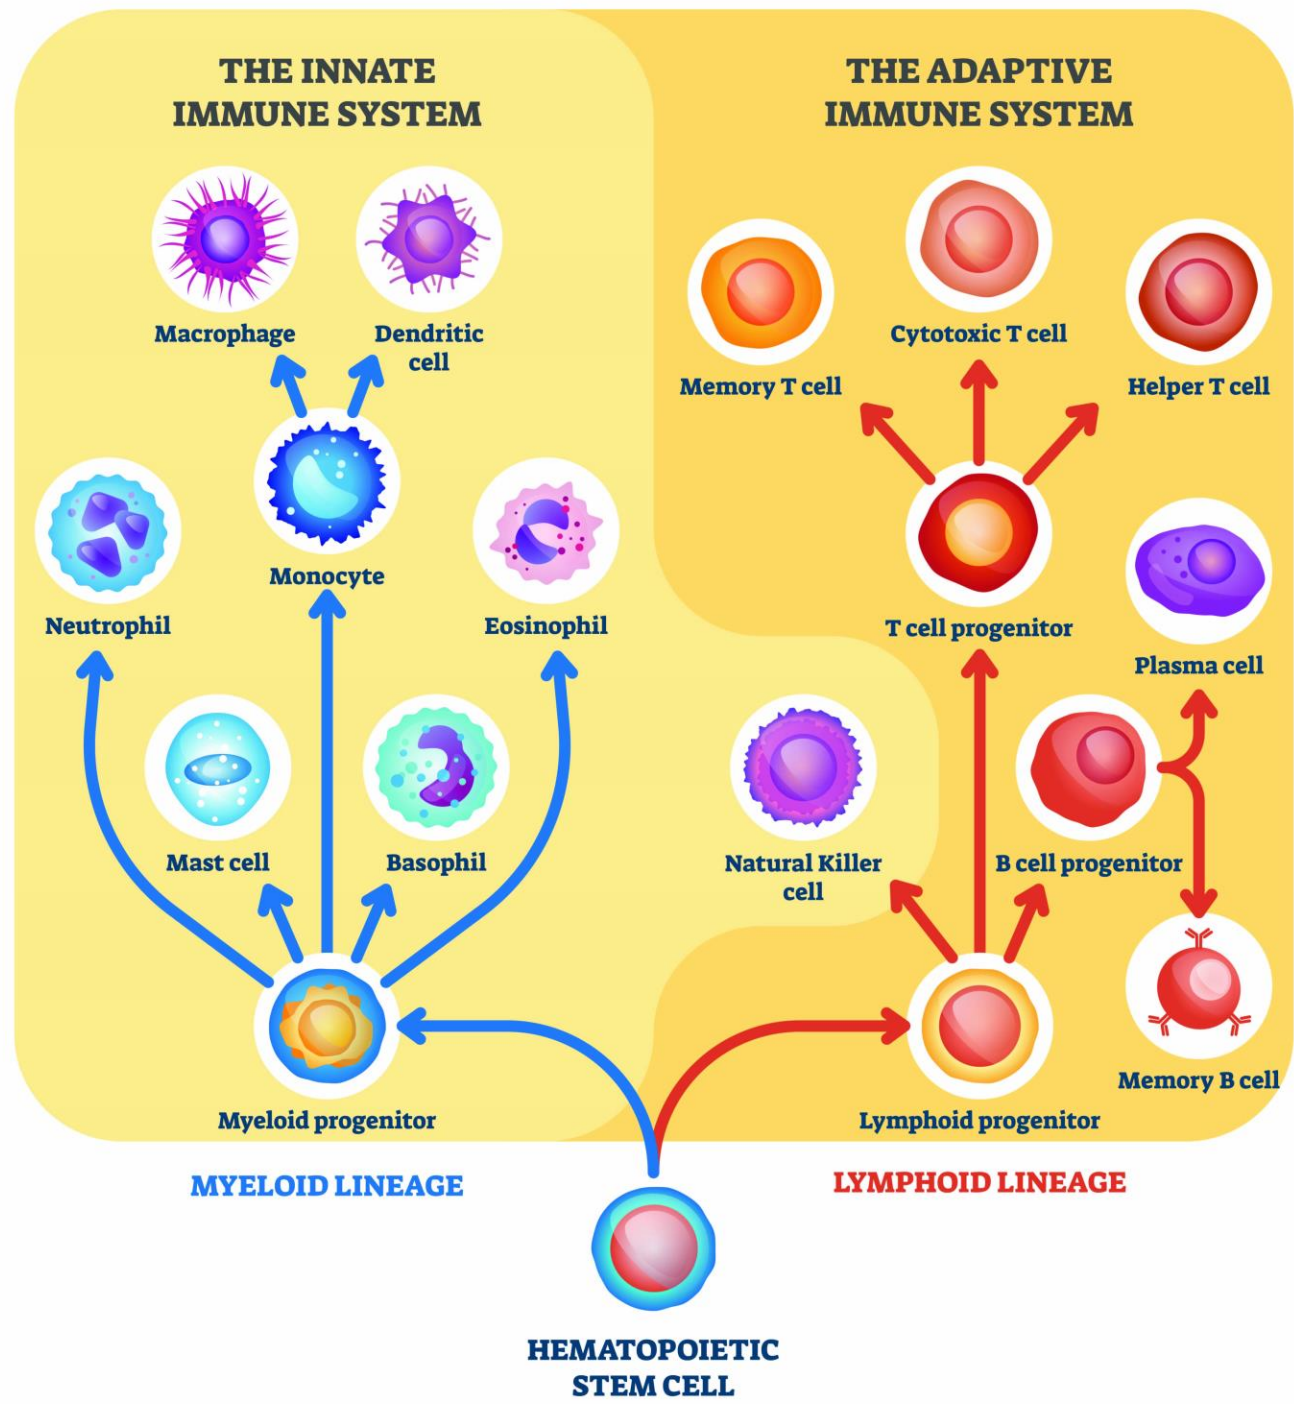 THE INNATE
IMMUNE SYSTEM
THE ADAPTIVE
IMMUNE SYSTEM
Macrophage
Dendritic
cell
Memory T cell
Cytotoxic T cell
Helper T cell
Monocyte
Neutrophil
Eosinophil
T cell progenitor
Plasma cell
Mast cell
Basophil
Natural Killer
cell
B cell progenitor
Memory B cell
Myeloid progenitor
Lymphoid progenitor
MYELOID LINEAGE
LYMPHOID LINEAGE
HEMATOPOIETIC
STEM CELL